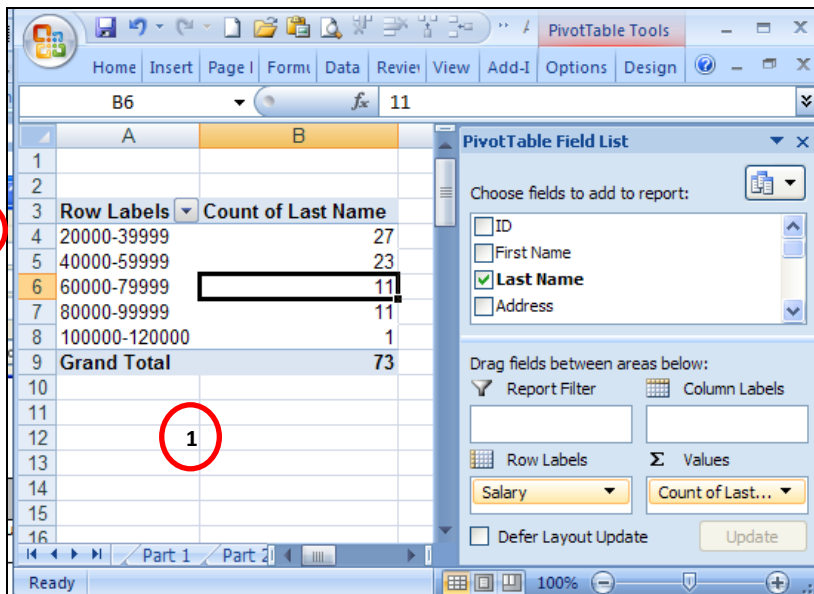 PivotTable Tools
Home Insert Page l Formu Data Review View Add-I Options Design
B6 fx 11
A B
PivotTable Field List
1
2
Choose fields to add to report:
3 Row Labels Count of Last Name
ID
4 20000-39999 27
First Name
5 40000-59999 23
Last Name
6 60000-79999 11
Address
7 80000-99999 11
8 100000-120000 1
9 Grand Total 73
Drag fields between areas below:
10
Report Filter Column Labels
11
12 1
13
Row Labels Σ Values
14
Salary Count of Last...
15
16
Defer Layout Update Update
Part 1 Part 2
Ready 100%